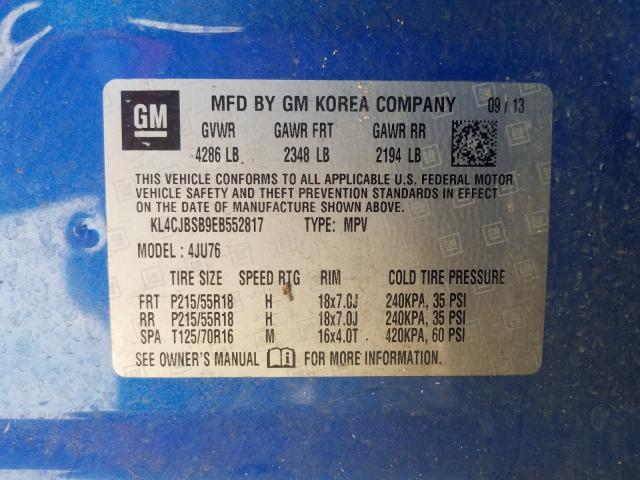 GM MFD BY GM KOREA COMPANY 09 / 13
GVWR GAWR FRT GAWR RR
4286 LB 2348 LB 2194 LB
THIS VEHICLE CONFORMS TO ALL APPLICABLE U.S. FEDERAL MOTOR
VEHICLE SAFETY AND THEFT PREVENTION STANDARDS IN EFFECT
ON THE DATE OF MANUFACTURE SHOWN ABOVE.
KL4CJBSB9EB552817 TYPE: MPV
MODEL : 4JU76
TIRE SIZE SPEED RTG RIM COLD TIRE PRESSURE
FRT P215/55R18 H 18x7.0J 240KPA, 35 PSI
RR P215/55R18 H 18x7.0J 240KPA, 35 PSI
SPA T125/70R16 M 16x4.0T 420KPA, 60 PSI
SEE OWNER'S MANUAL FOR MORE INFORMATION.